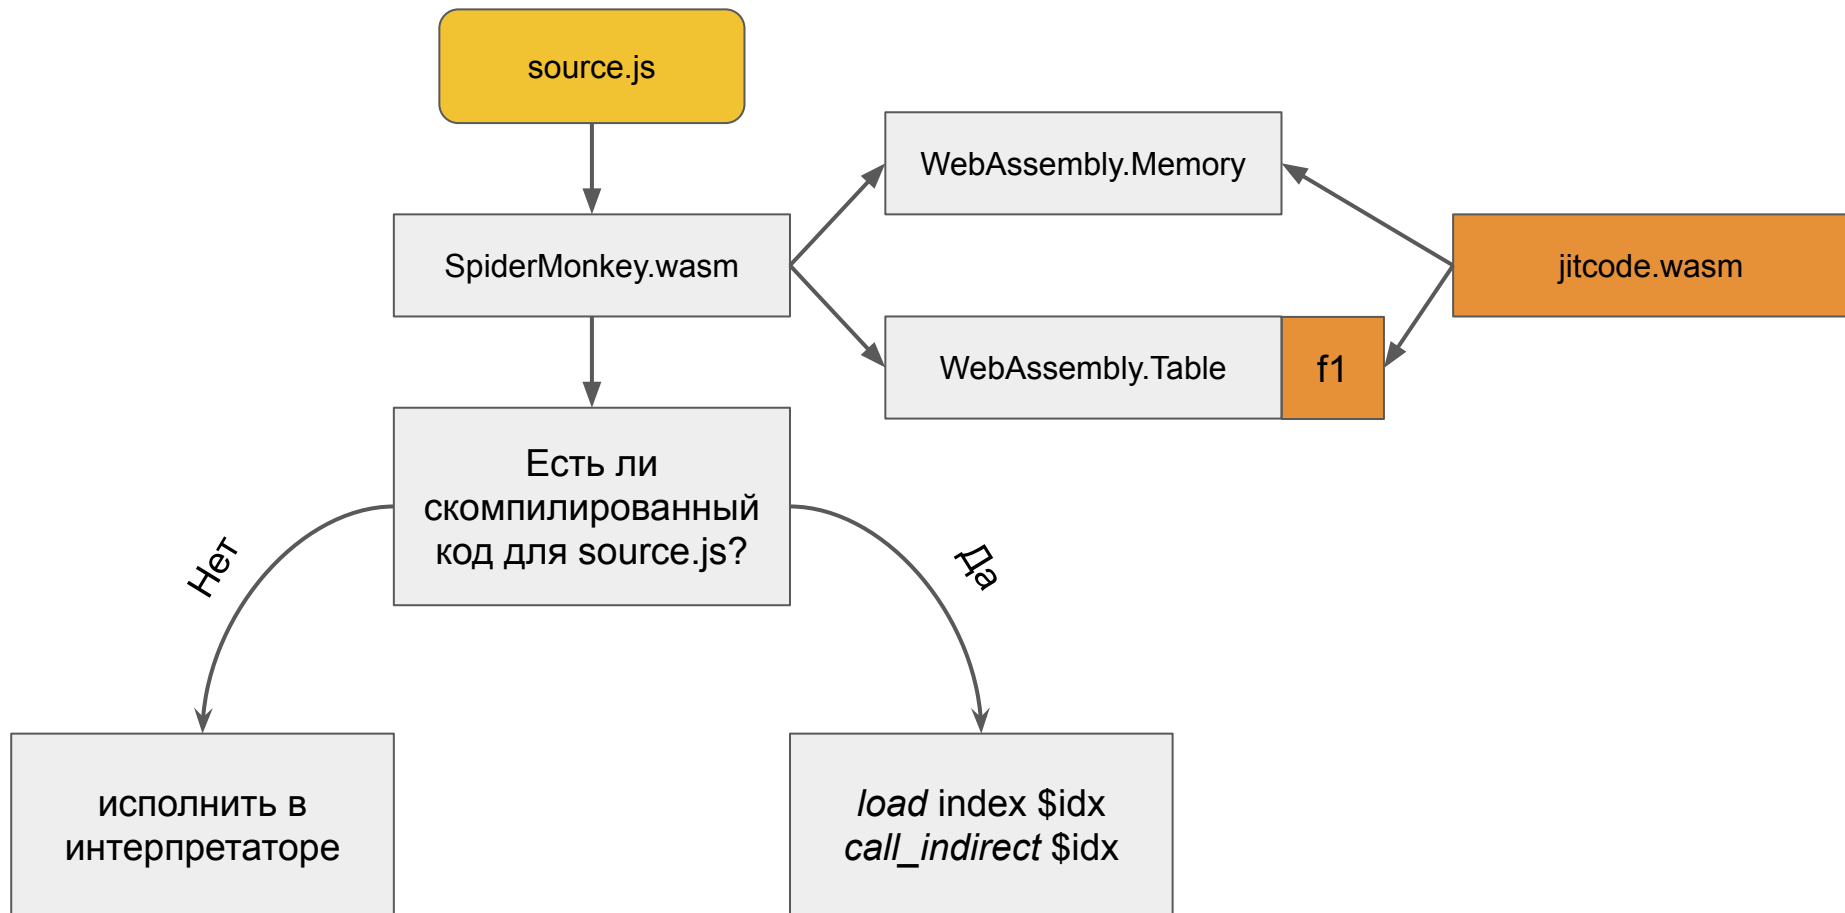 source.js
WebAssembly.Memory
SpiderMonkey.wasm
jitcode.wasm
WebAssembly.Table
f1
Есть ли
скомпилированный
код для source.js?
Нет
Да
исполнить в
интерпретаторе
load index $idx
call_indirect $idx